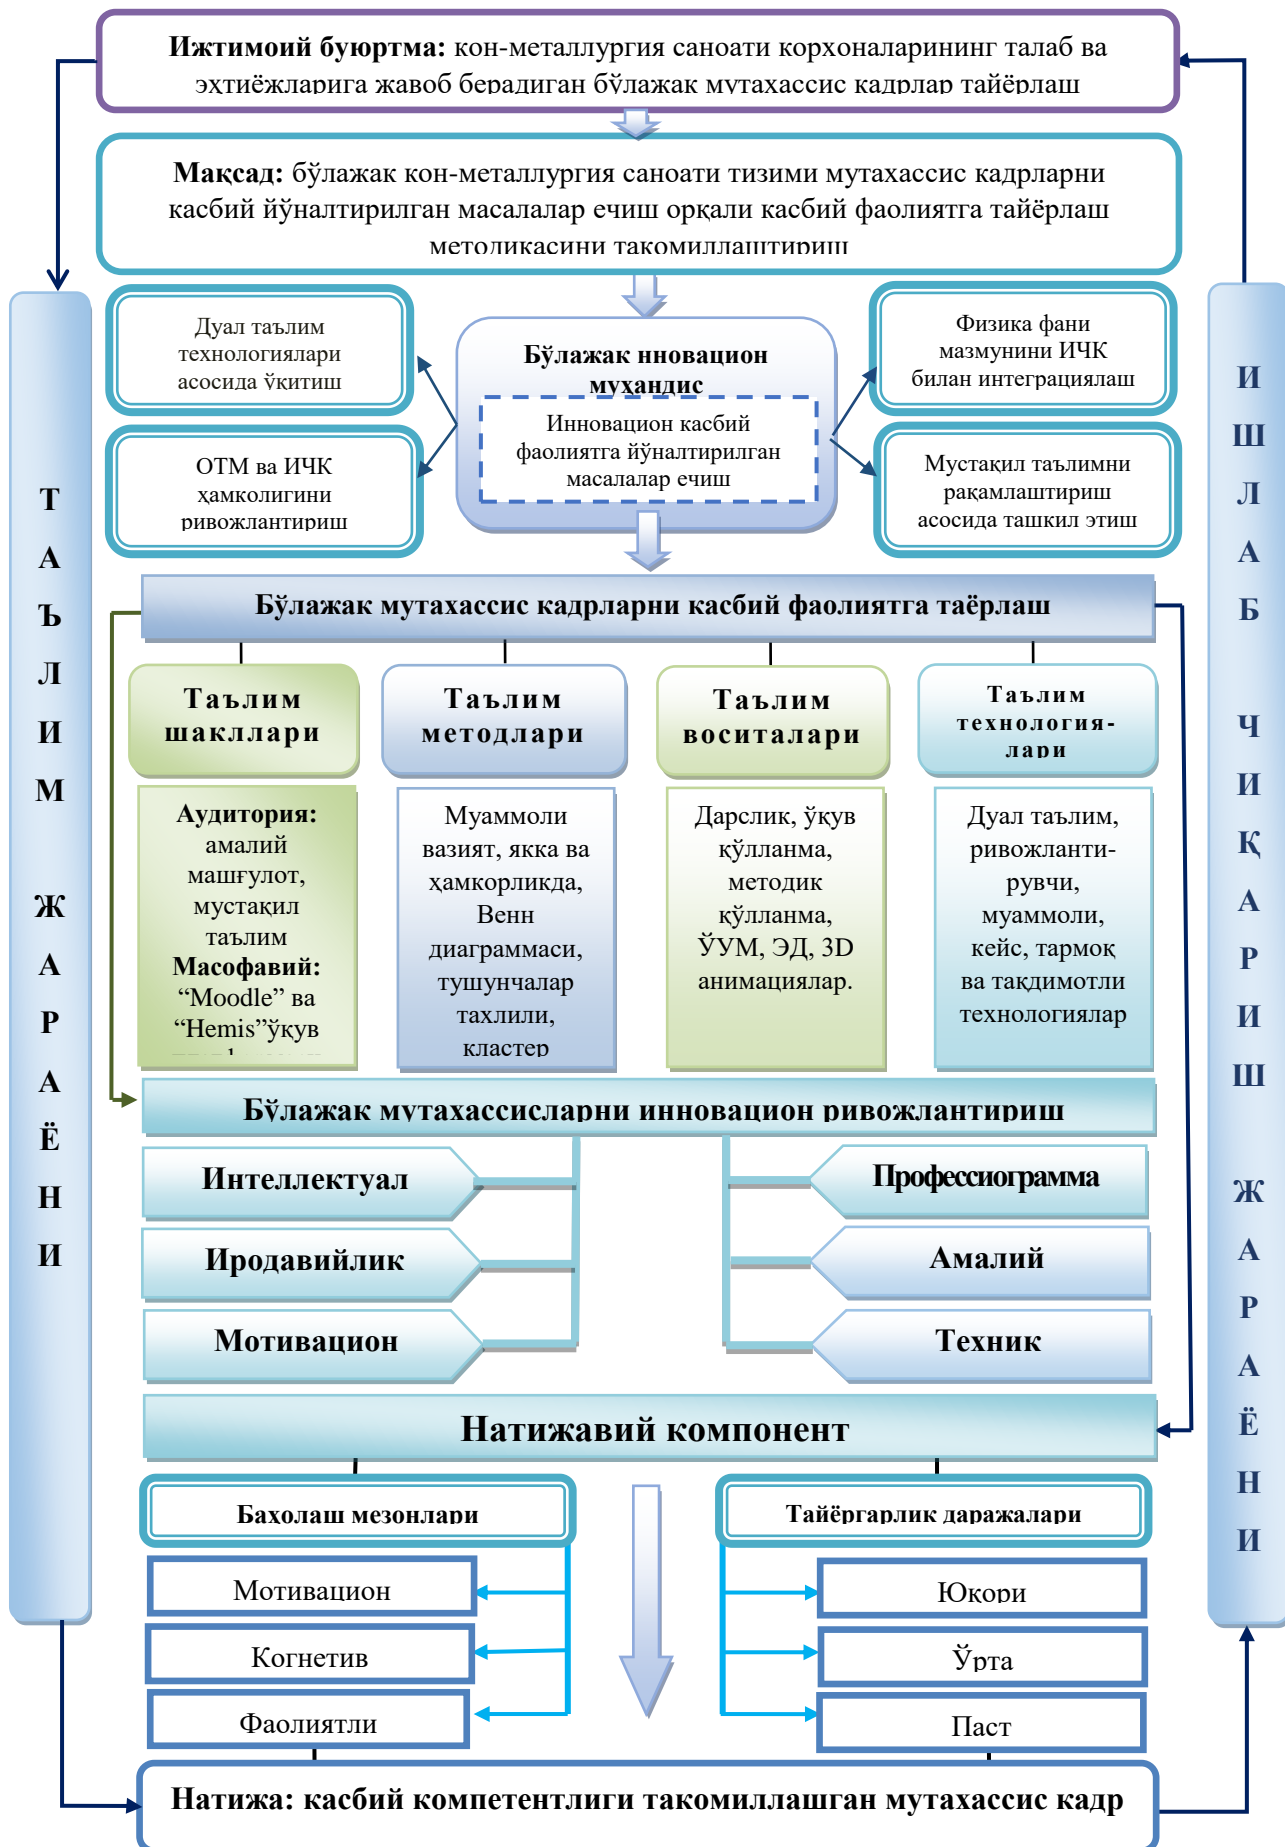 Ижтимоий буюртма: кон-металлургия саноати корхоналарининг талаб ва
эҳтиёжларига жавоб берадиган бўлажак мутахассис кадрлар тайёрлаш
Мақсад: бўлажак кон-металлургия саноати тизими мутахассис кадрларни
касбий йўналтирилган масалалар ечиш орқали касбий фаолиятга тайёрлаш
методикасини такомиллаштириш
Дуал таълим
технологиялари
асосида ўқитиш
ОТМ ва ИЧК
ҳамколигини
ривожлантириш
Бўлажак нновацион
муҳандис
Инновацион касбий
фаолиятга йўналтирилган
масалалар ечиш
Физика фани
мазмунини ИЧК
билан интеграциялаш
Мустақил таълимни
рақамлаштириш
асосида ташкил этиш
ТАЪЛИМ ЖАРАЁНИ
ИШЛАБ ЧИҚАРИШ ЖАРАЁНИ
Бўлажак мутахассис кадрларни касбий фаолиятга таёрлаш
Таълим
шакллари
Таълим
методлари
Таълим
воситалари
Таълим
технология-
лари
Аудитория:
амалий
машғулот,
мустақил
таълим
Масофавий:
“Moodle” ва
“Hemis”ўқув
Муаммоли
вазият, якка ва
ҳамкорликда,
Венн
диаграммаси,
тушунчалар
тахлили,
кластер
Дарслик, ўқув
қўлланма,
методик
қўлланма,
ЎУМ, ЭД, 3D
анимациялар.
Дуал таълим,
ривожланти-
рувчи,
муаммоли,
кейс, тармоқ
ва тақдимотли
технологиялар
Бўлажак мутахассисларни инновацион ривожлантириш
Интеллектуал
Иродавийлик
Мотивацион
Профессиограмма
Амалий
Техник
Натижавий компонент
Баҳолаш мезонлари
Тайёргарлик даражалари
Мотивацион
Когнетив
Фаолиятли
Юқори
Ўрта
Паст
Натижа: касбий компетентлиги такомиллашган мутахассис кадр